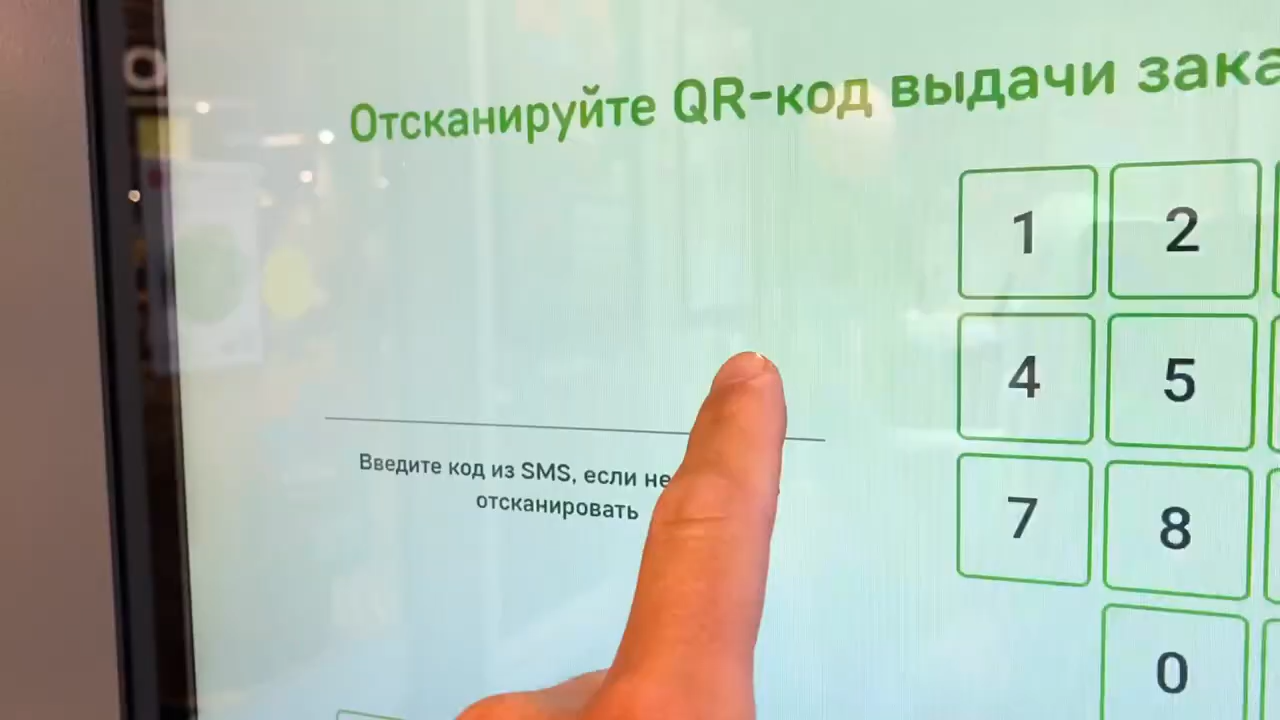 Отсканируйте QR-код выдачи зака
1 2
4 5
Введите код из SMS, если не
отсканировать
7 8
0